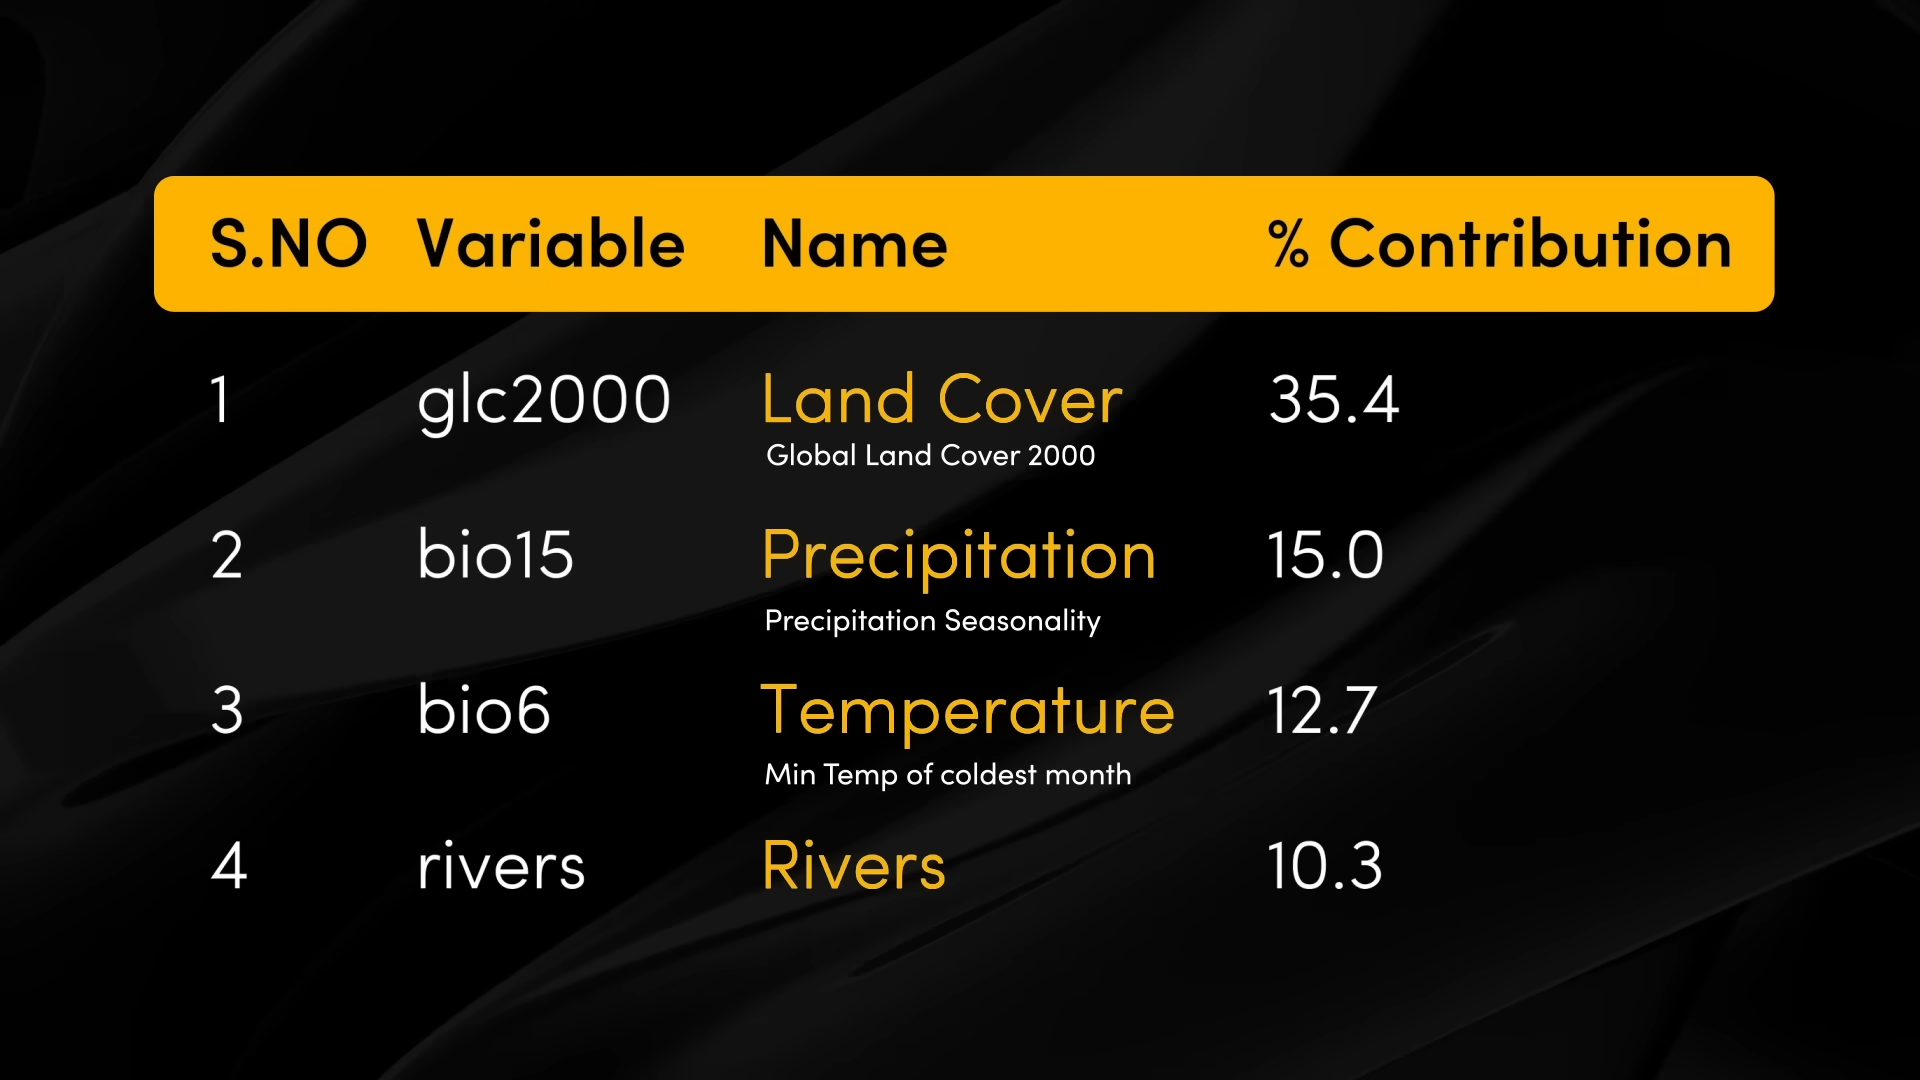 S.NO Variable Name % Contribution
1 glc2000 Land Cover 35.4
Global Land Cover 2000
2 bio15 Precipitation 15.0
Precipitation Seasonality
3 bio6 Temperature 12.7
Min Temp of coldest month
4 rivers Rivers 10.3